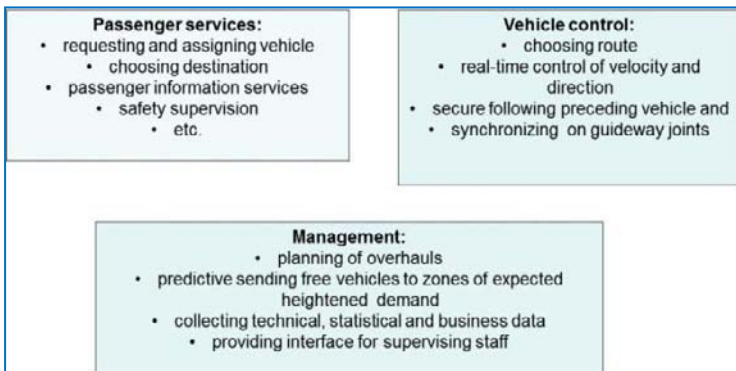 Passenger services:
• requesting and assigning vehicle
• choosing destination
• passenger information services
• safety supervision
• etc.
Vehicle control:
• choosing route
• real-time control of velocity and
direction
• secure following preceding vehicle and
• synchronizing on guideway joints
Management:
• planning of overhauls
• predictive sending free vehicles to zones of expected
heightened demand
• collecting technical, statistical and business data
• providing interface for supervising staff